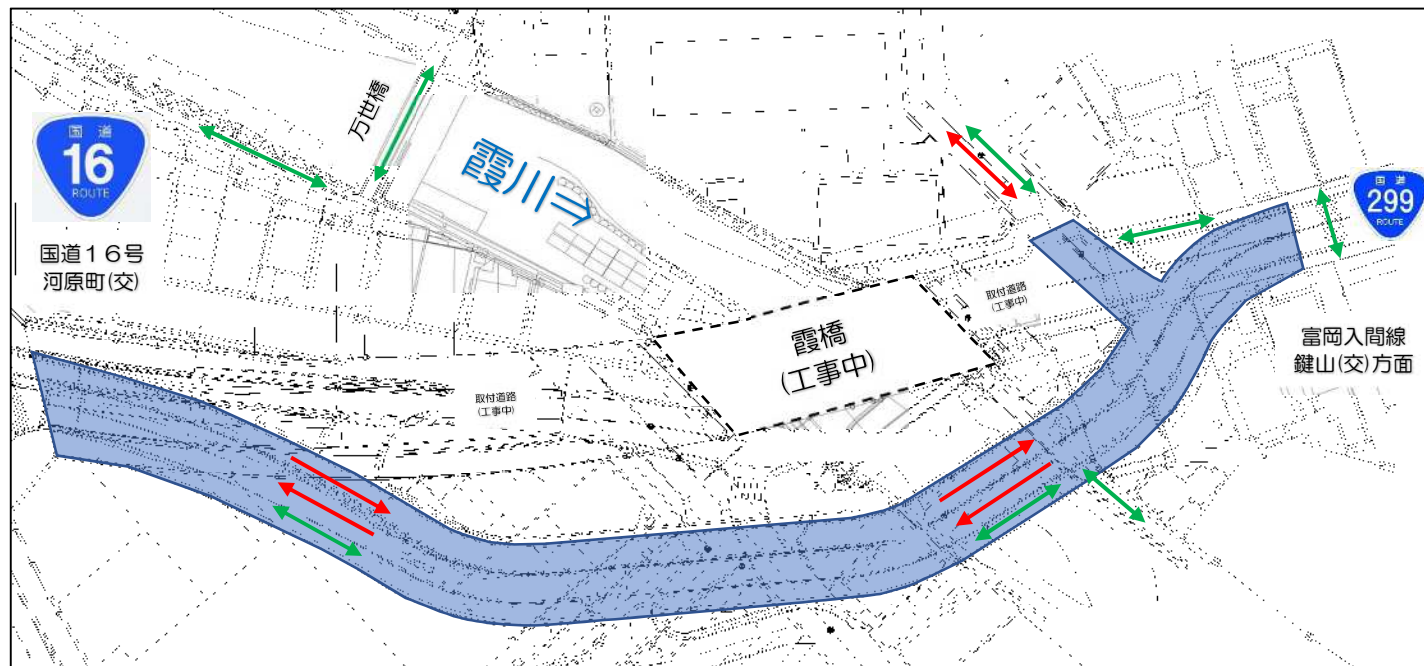 万世橋
国道
16
ROUTE
国道１６号
河原町(交)
霞川⇒
国道
299
ROUTE
取付道路
(工事中)
霞橋
(工事中)
富岡入間線
鍵山(交)方面
取付道路
(工事中)